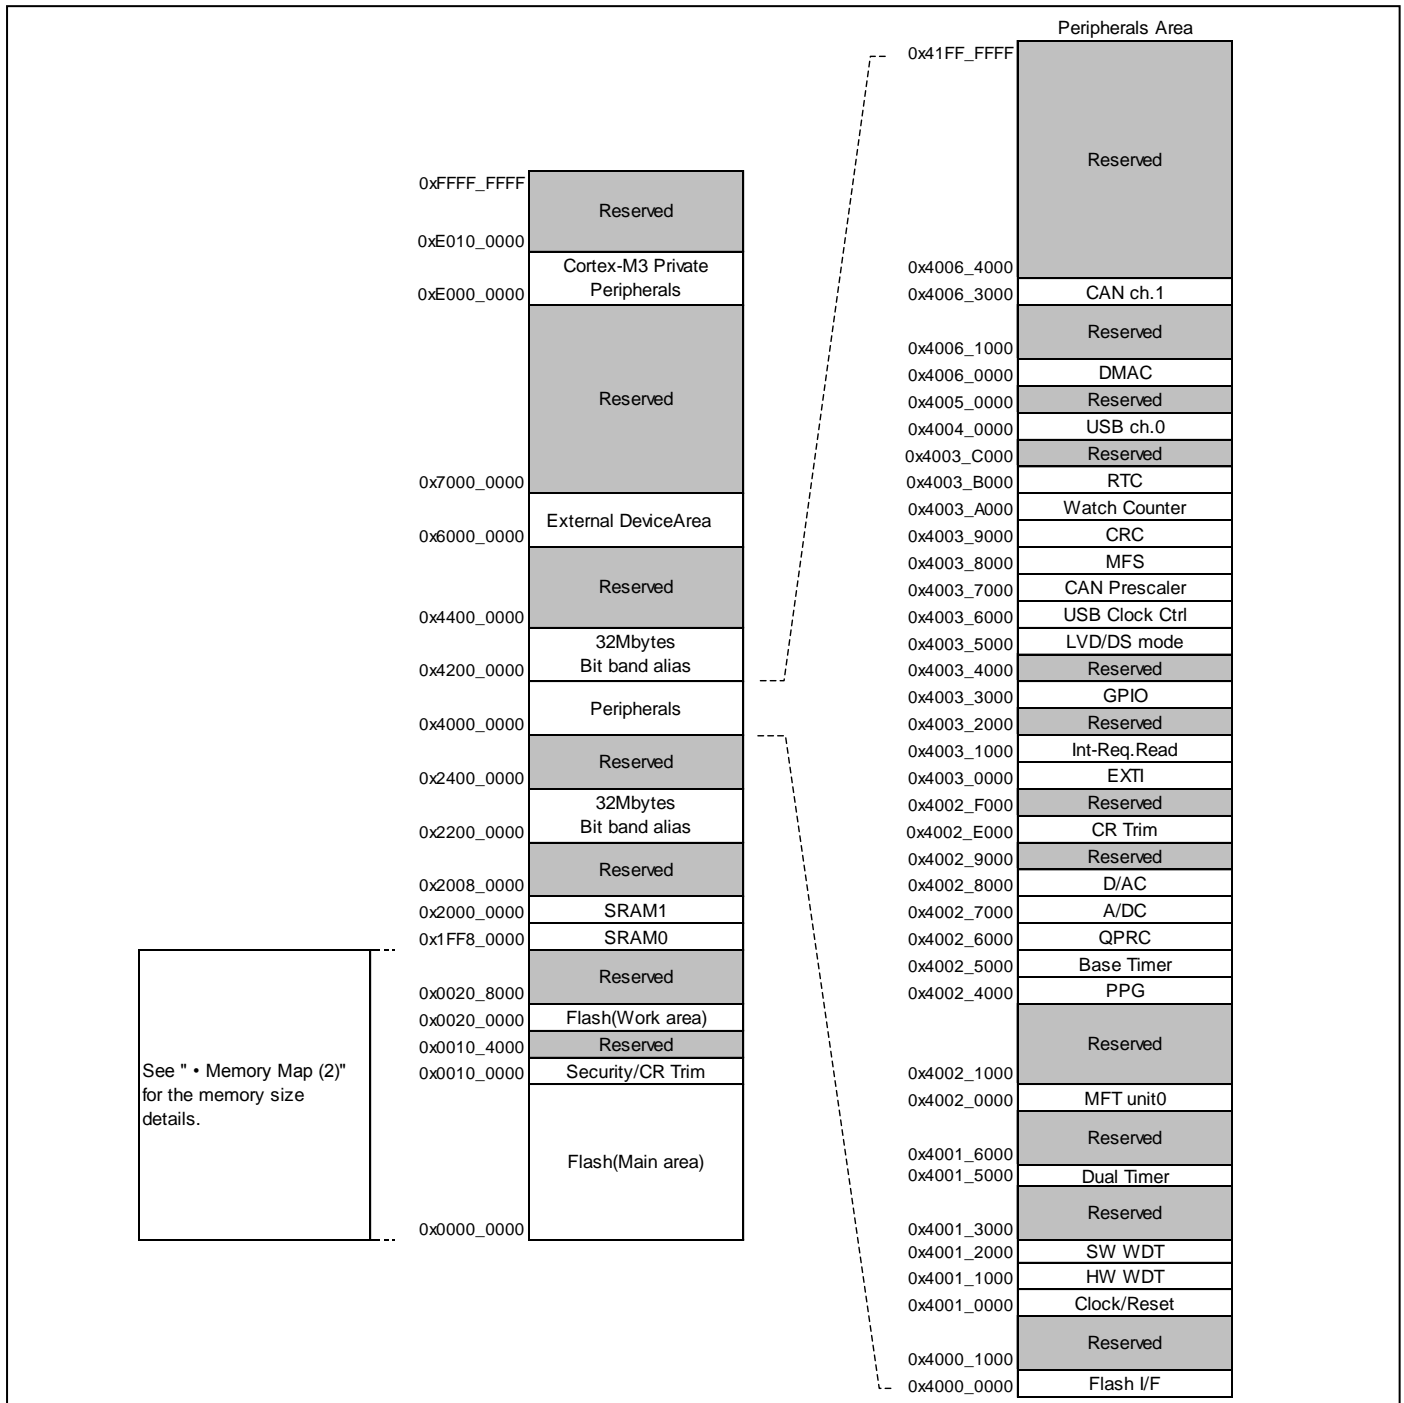 See " • Memory Map (2)"
for the memory size
details.
0xFFFF_FFFF
Reserved
0xE010_0000
Cortex-M3 Private
Peripherals
0xE000_0000
Reserved
0x7000_0000
External DeviceArea
0x6000_0000
Reserved
0x4400_0000
32Mbytes
Bit band alias
0x4200_0000
Peripherals
0x4000_0000
Reserved
0x2400_0000
32Mbytes
Bit band alias
0x2200_0000
Reserved
0x2008_0000
0x2000_0000 SRAM1
0x1FF8_0000 SRAM0
Reserved
0x0020_8000
0x0020_0000 Flash(Work area)
0x0010_4000 Reserved
0x0010_0000 Security/CR Trim
Flash(Main area)
0x0000_0000
Peripherals Area
0x41FF_FFFF
Reserved
0x4006_4000
0x4006_3000 CAN ch.1
Reserved
0x4006_1000
0x4006_0000 DMAC
0x4005_0000 Reserved
0x4004_0000 USB ch.0
0x4003_C000 Reserved
0x4003_B000 RTC
0x4003_A000 Watch Counter
0x4003_9000 CRC
0x4003_8000 MFS
0x4003_7000 CAN Prescaler
0x4003_6000 USB Clock Ctrl
0x4003_5000 LVD/DS mode
0x4003_4000 Reserved
0x4003_3000 GPIO
0x4003_2000 Reserved
0x4003_1000 Int-Req.Read
0x4003_0000 EXTI
0x4002_F000 Reserved
0x4002_E000 CR Trim
0x4002_9000 Reserved
0x4002_8000 D/AC
0x4002_7000 A/DC
0x4002_6000 QPRC
0x4002_5000 Base Timer
0x4002_4000 PPG
Reserved
0x4002_1000
0x4002_0000 MFT unit0
Reserved
0x4001_6000
0x4001_5000 Dual Timer
Reserved
0x4001_3000
0x4001_2000 SW WDT
0x4001_1000 HW WDT
0x4001_0000 Clock/Reset
Reserved
0x4000_1000
0x4000_0000 Flash I/F